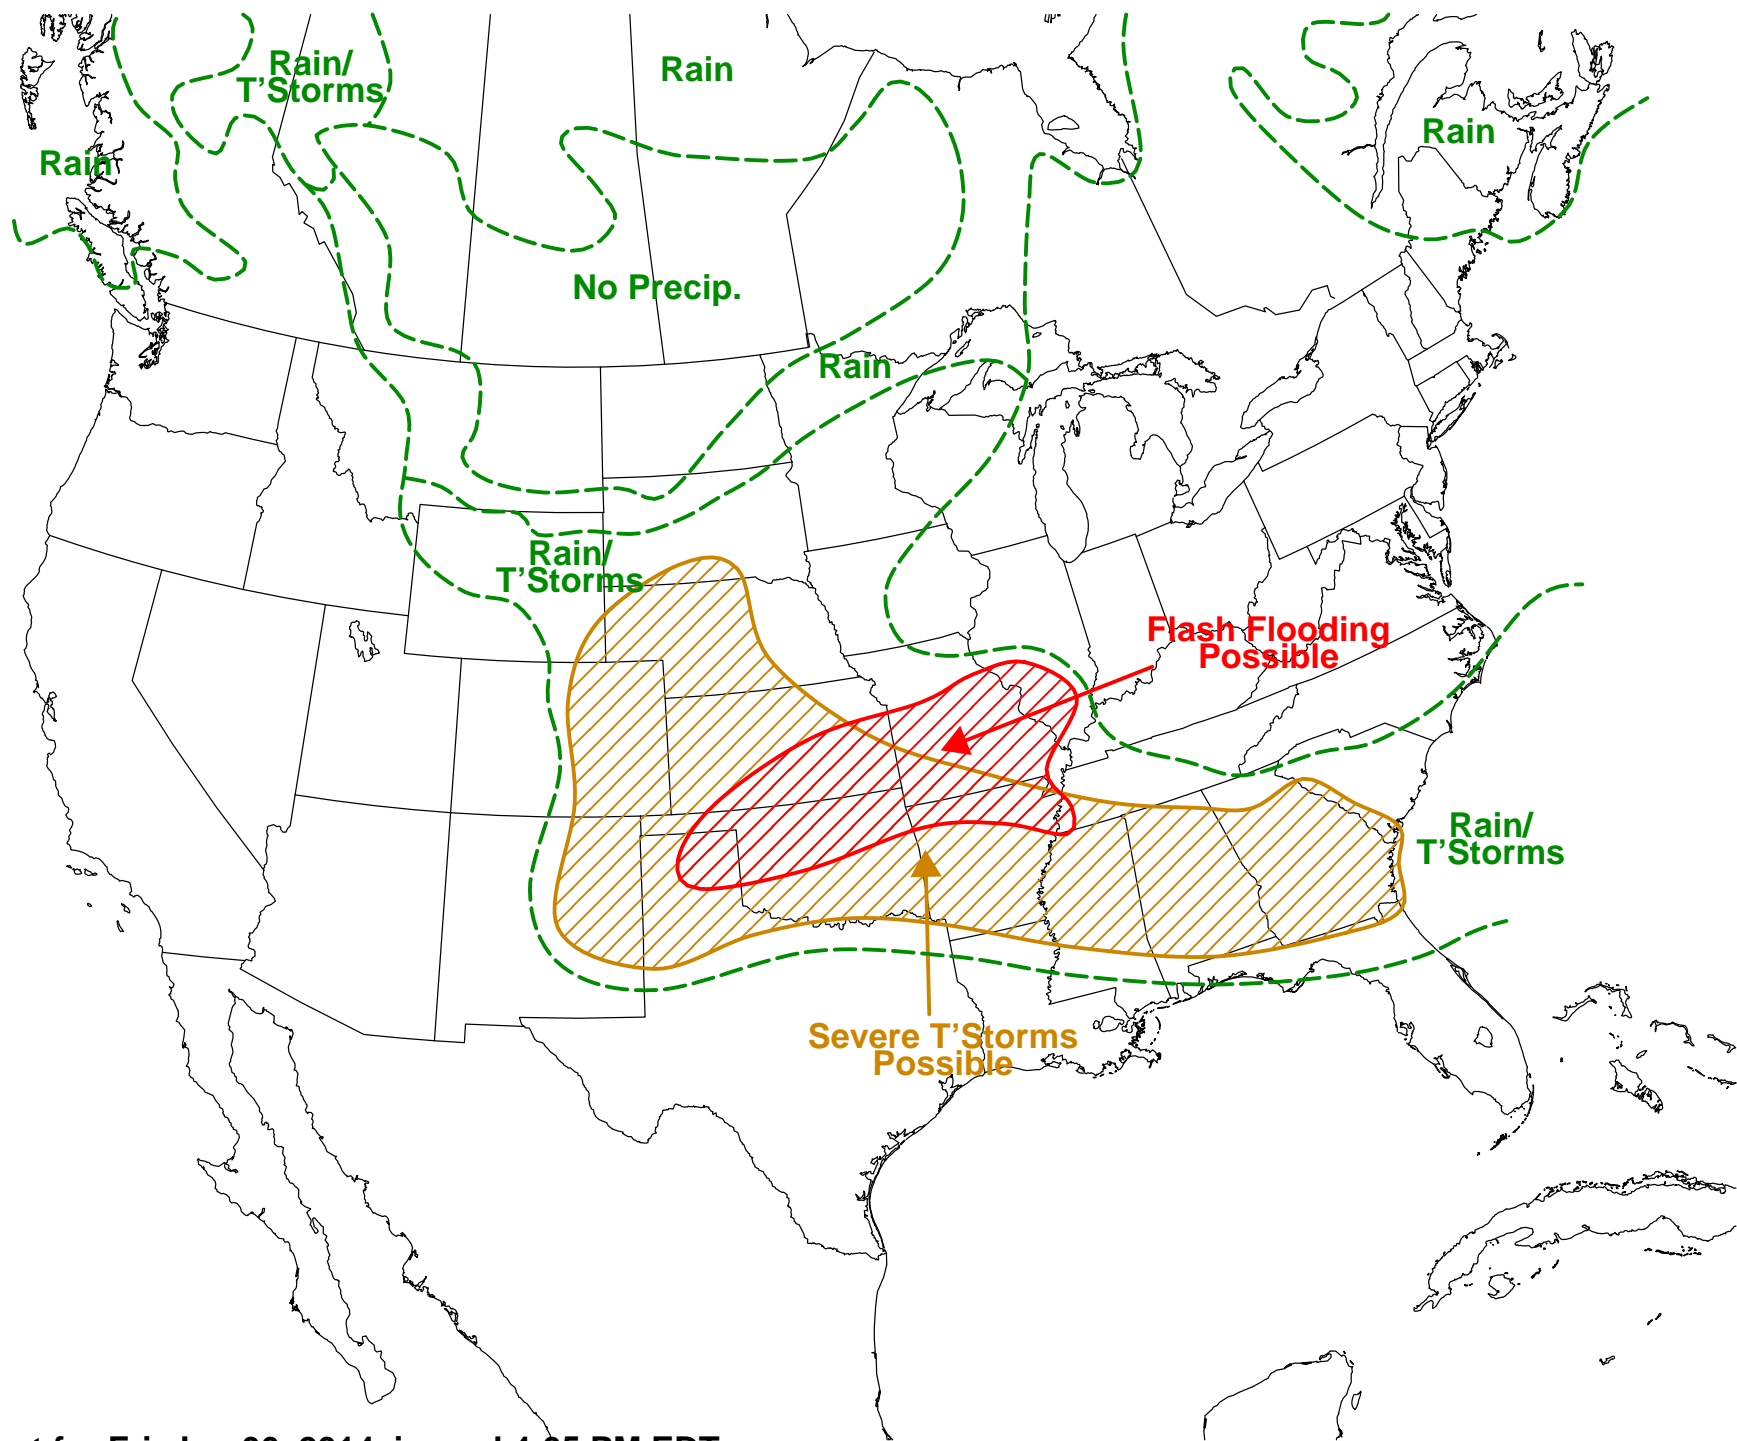 Rain/
T'Storms
Rain
Rain
Rain
No Precip.
Rain
Rain/
T'Storms
Flash Flooding
Possible
Rain/
T'Storms
Severe T'Storms
Possible